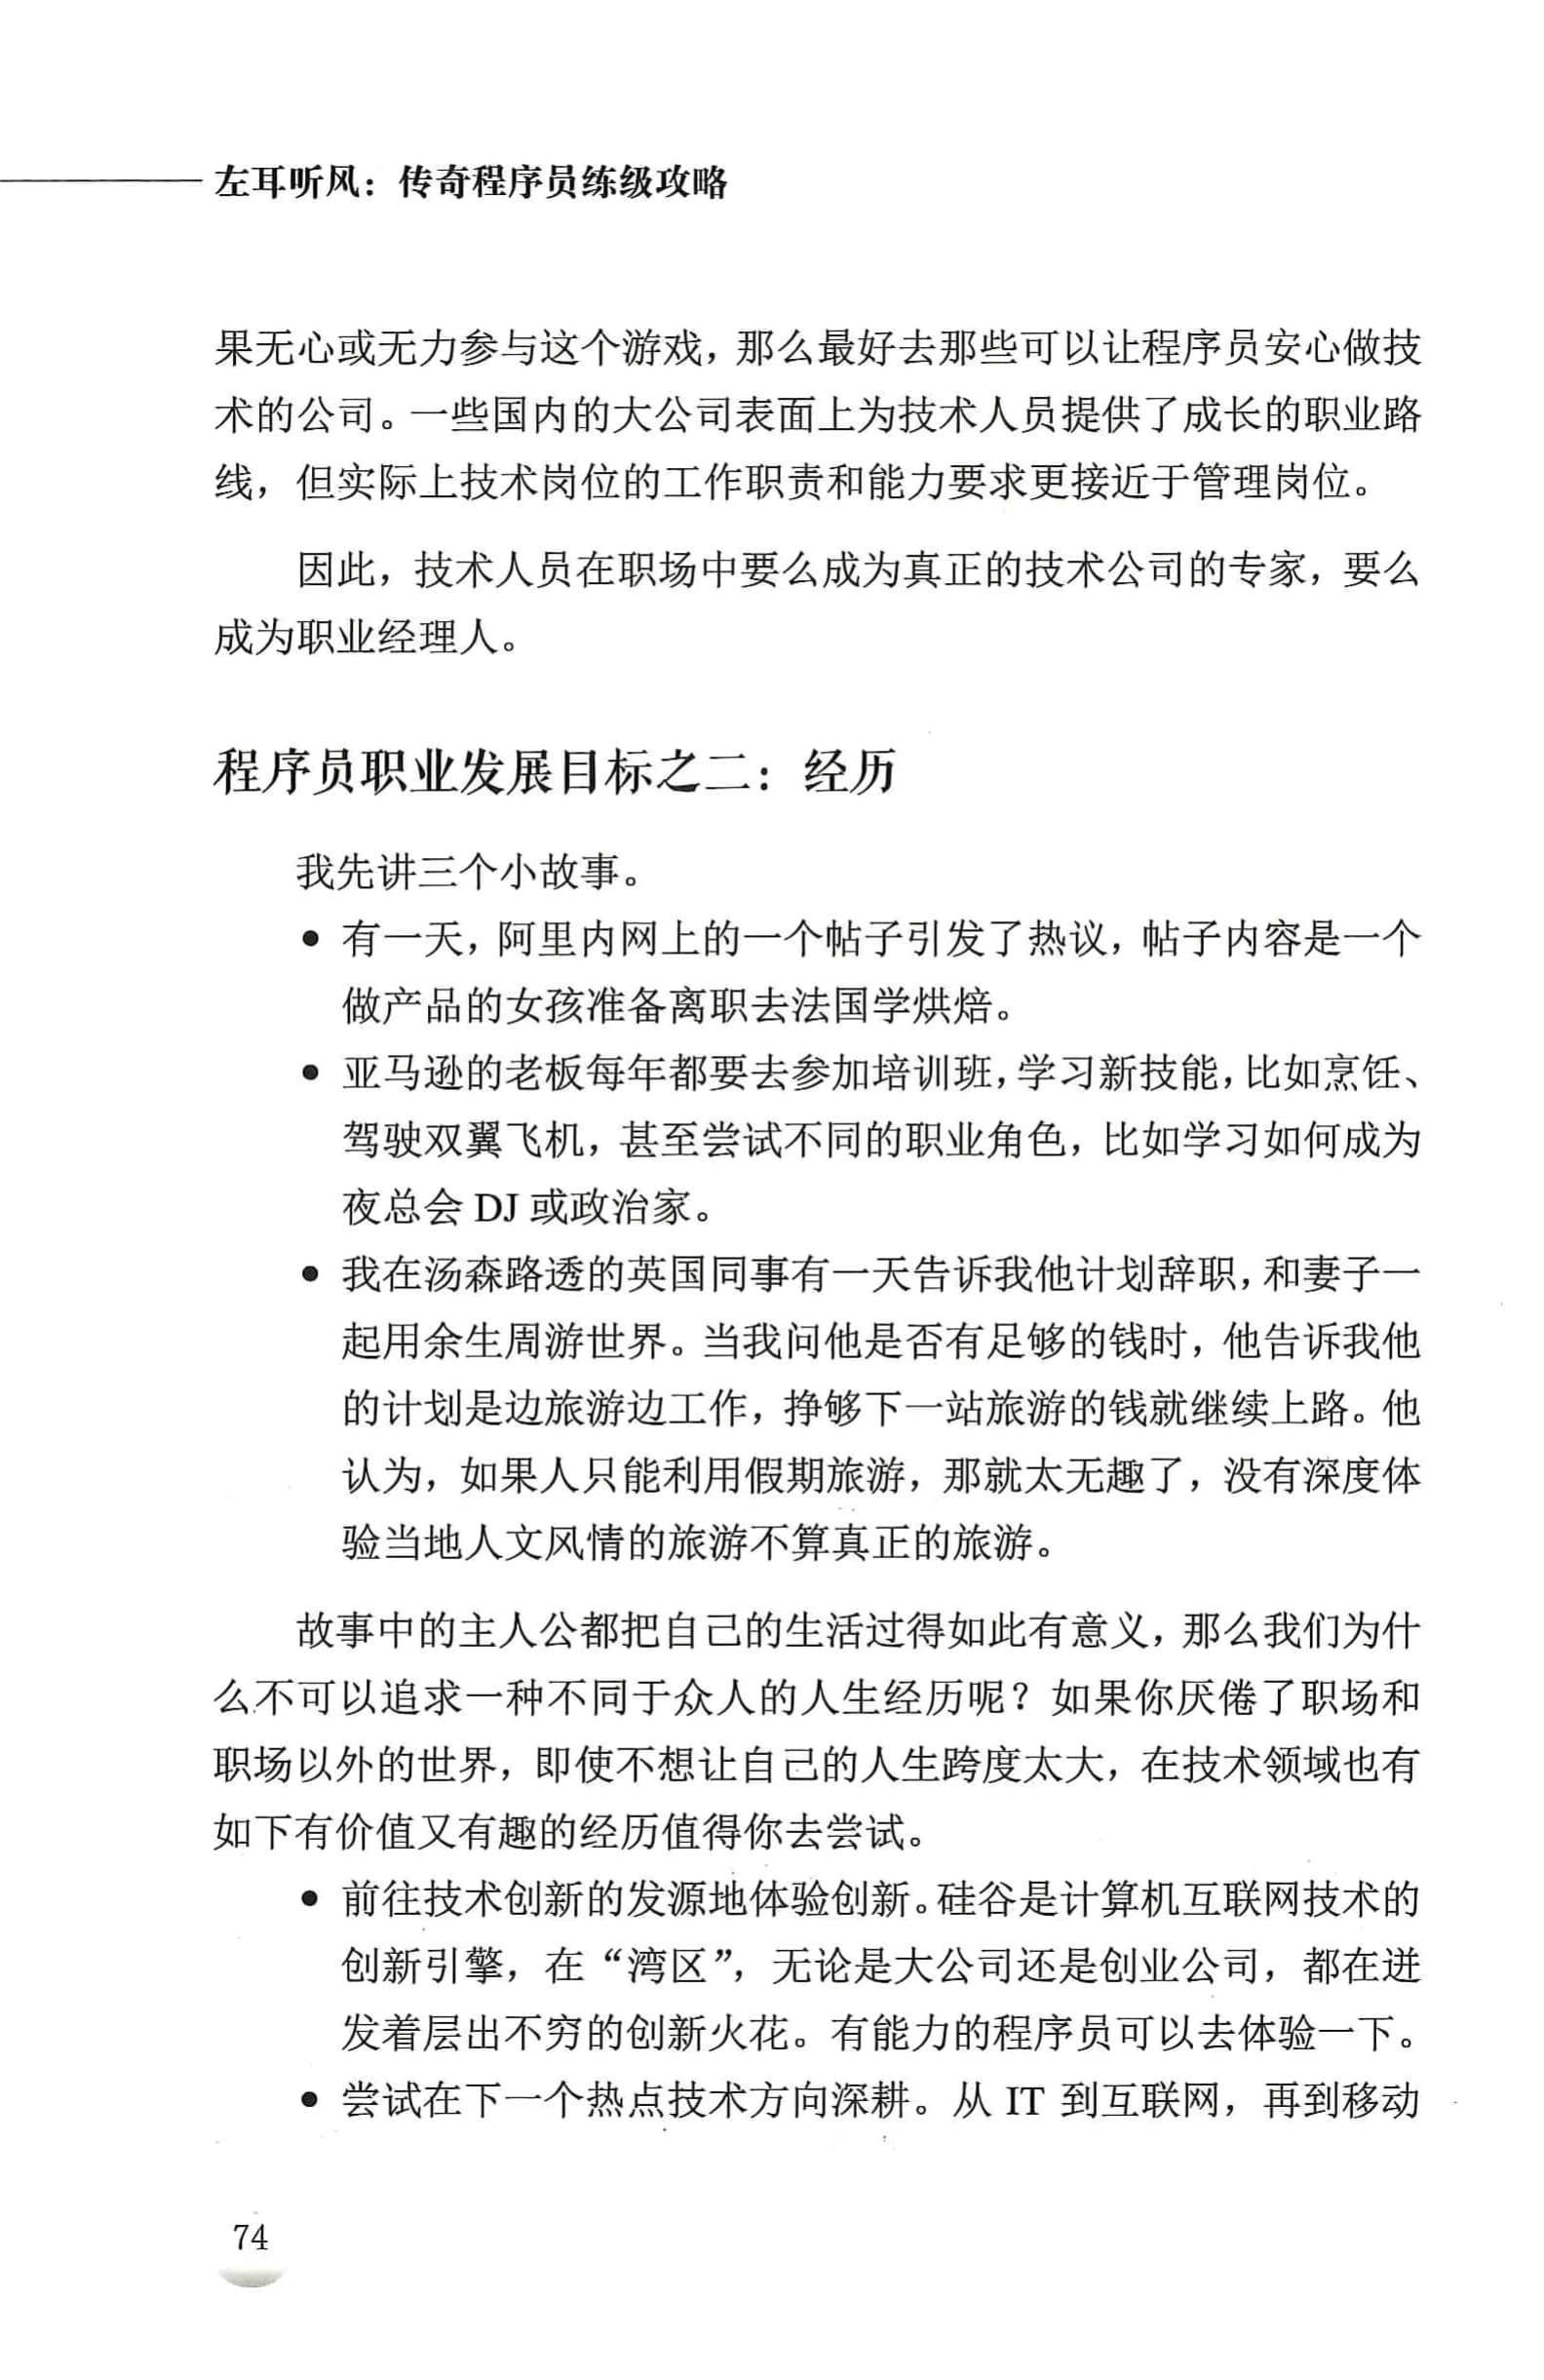 左耳听风：传奇程序员练级攻略
果无心或无力参与这个游戏，那么最好去那些可以让程序员安心做技
术的公司。一些国内的大公司表面上为技术人员提供了成长的职业路
线，但实际上技术岗位的工作职责和能力要求更接近于管理岗位。
因此，技术人员在职场中要么成为真正的技术公司的专家，要么
成为职业经理人。
程序员职业发展目标之二：经历
我先讲三个小故事。
● 有一天，阿里内网上的一个帖子引发了热议，帖子内容是一个
做产品的女孩准备离职去法国学烘焙。
● 亚马逊的老板每年都要去参加培训班，学习新技能，比如烹饪、
驾驶双翼飞机，甚至尝试不同的职业角色，比如学习如何成为
夜总会 DJ 或政治家。
● 我在汤森路透的英国同事有一天告诉我他计划辞职，和妻子一
起用余生周游世界。当我问他是否有足够的钱时，他告诉我他
的计划是边旅游边工作，挣够下一站旅游的钱就继续上路。他
认为，如果人只能利用假期旅游，那就太无趣了，没有深度体
验当地人文风情的旅游不算真正的旅游。
故事中的主人公都把自己的生活过得如此有意义，那么我们为什
么不可以追求一种不同于众人的人生经历呢？如果你厌倦了职场和
职场以外的世界，即使不想让自己的人生跨度太大，在技术领域也有
如下有价值又有趣的经历值得你去尝试。
● 前往技术创新的发源地体验创新。硅谷是计算机互联网技术的
创新引擎，在“湾区”，无论是大公司还是创业公司，都在迸
发着层出不穷的创新火花。有能力的程序员可以去体验一下。
● 尝试在下一个热点技术方向深耕。从 IT 到互联网，再到移动
74